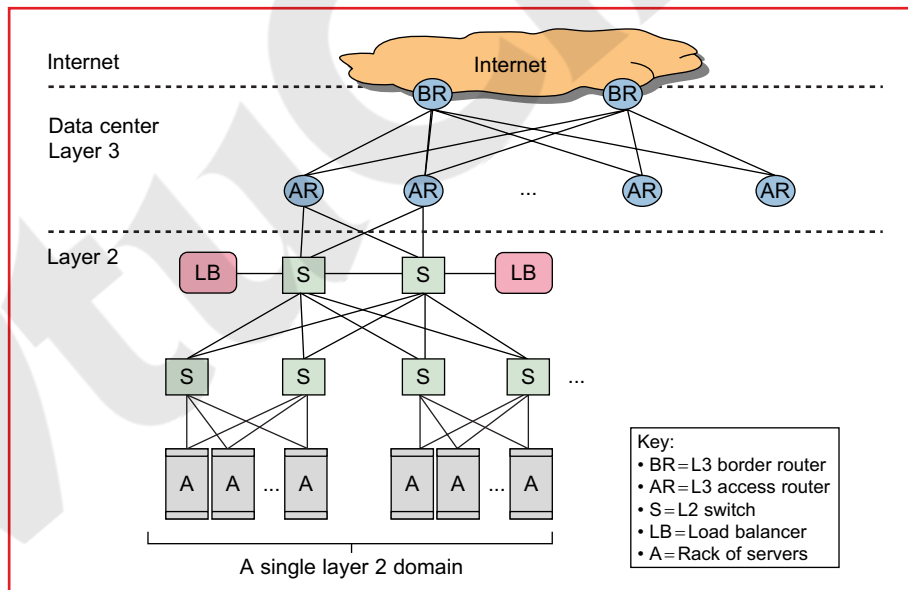 Internet
Internet
BR BR
Data center
Layer 3
AR AR ... AR AR
Layer 2
LB S S LB
S S S S ...
A A ... A A A ... A
A single layer 2 domain
Key:
• BR=L3 border router
• AR=L3 access router
• S=L2 switch
• LB=Load balancer
• A=Rack of servers